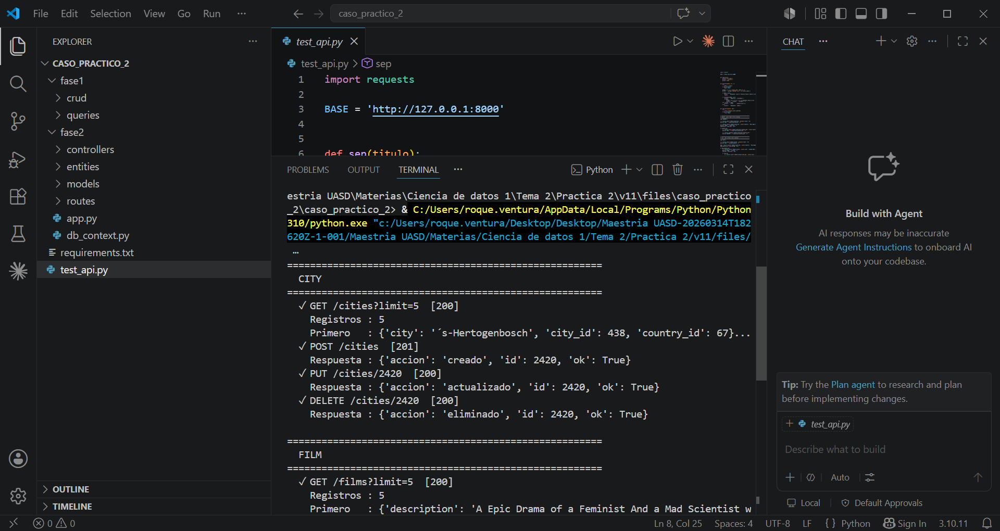 File Edit Selection View Go Run ···
caso_practico_2
EXPLORER
CASO_PRACTICO_2
fase1
crud
queries
fase2
controllers
entities
models
routes
app.py
db_context.py
requirements.txt
test_api.py
OUTLINE
TIMELINE
test_api.py
test_api.py > sep
1 import requests
2
3 BASE = 'http://127.0.0.1:8000'
4
5
6 def sep(titulo):
PROBLEMS OUTPUT TERMINAL ··· Python
estria UASD\Materias\Ciencia de datos 1\Tema 2\Practica 2\v11\files\caso_practico
_2\caso_practico_2> & C:/Users/roque.ventura/AppData/Local/Programs/Python/Python
310/python.exe "c:/Users/roque.ventura/Desktop/Desktop/Maestria UASD-20260314T182
620Z-1-001/Maestria UASD/Materias/Ciencia de datos 1/Tema 2/Practica 2/v11/files/
…
=======================================================
CITY
=======================================================
✓ GET /cities?limit=5 [200]
Registros : 5
Primero : {'city': '´s-Hertogenbosch', 'city_id': 438, 'country_id': 67}...
✓ POST /cities [201]
Respuesta : {'accion': 'creado', 'id': 2420, 'ok': True}
✓ PUT /cities/2420 [200]
Respuesta : {'accion': 'actualizado', 'id': 2420, 'ok': True}
✓ DELETE /cities/2420 [200]
Respuesta : {'accion': 'eliminado', 'id': 2420, 'ok': True}
=======================================================
FILM
=======================================================
✓ GET /films?limit=5 [200]
Registros : 5
Primero : {'description': 'A Epic Drama of a Feminist And a Mad Scientist w
CHAT
Build with Agent
AI responses may be inaccurate
Generate Agent Instructions to onboard AI
onto your codebase.
Tip: Try the Plan agent to research and plan
before implementing changes.
test_api.py
Describe what to build
Auto
Local Default Approvals
0 0
Ln 8, Col 25 Spaces: 4 UTF-8 LF { } Python Sign In 3.10.11